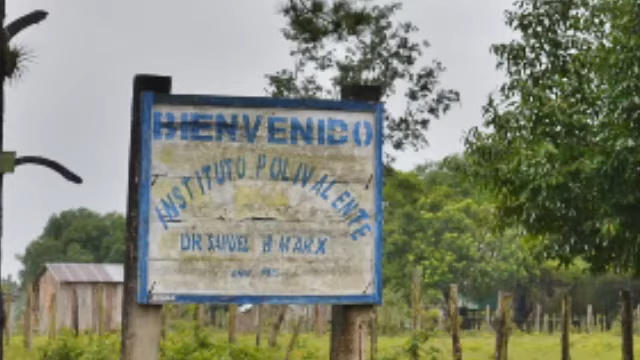 BIENVENIDO
INSTITUTO POLIVALENTE
DR SAMUEL B MARX